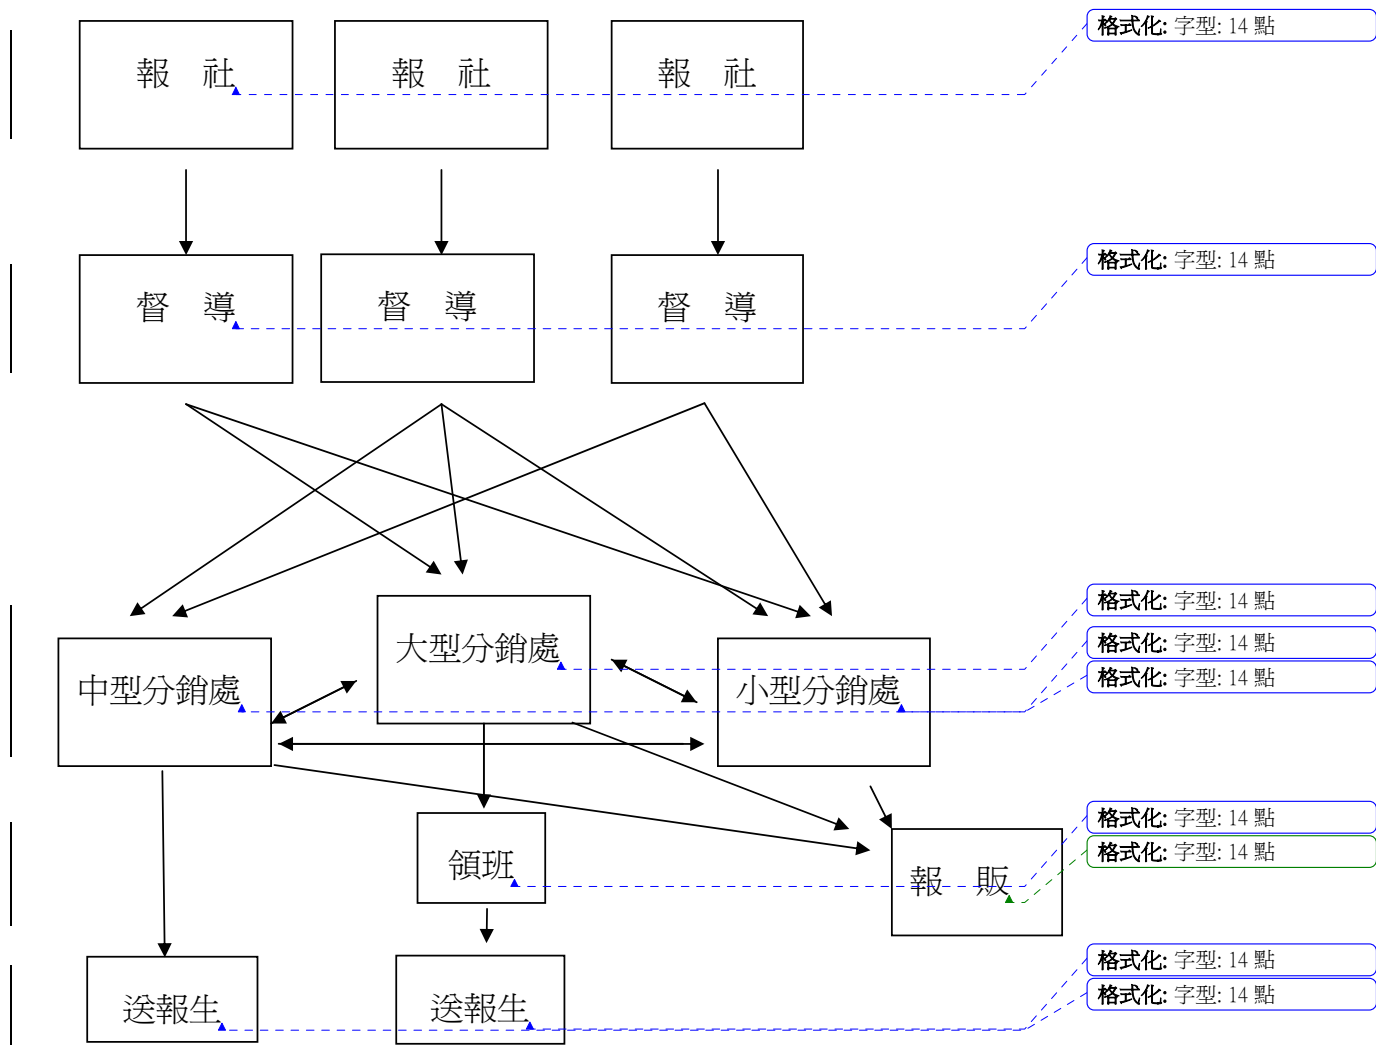 報　社　報　社　報　社　格式化: 字型: 14 點
督　導　督　導　督　導　格式化: 字型: 14 點
格式化: 字型: 14 點
大型分銷處　格式化: 字型: 14 點
中型分銷處　小型分銷處　格式化: 字型: 14 點
格式化: 字型: 14 點
領班　格式化: 字型: 14 點
報　販
格式化: 字型: 14 點
送報生　送報生　格式化: 字型: 14 點